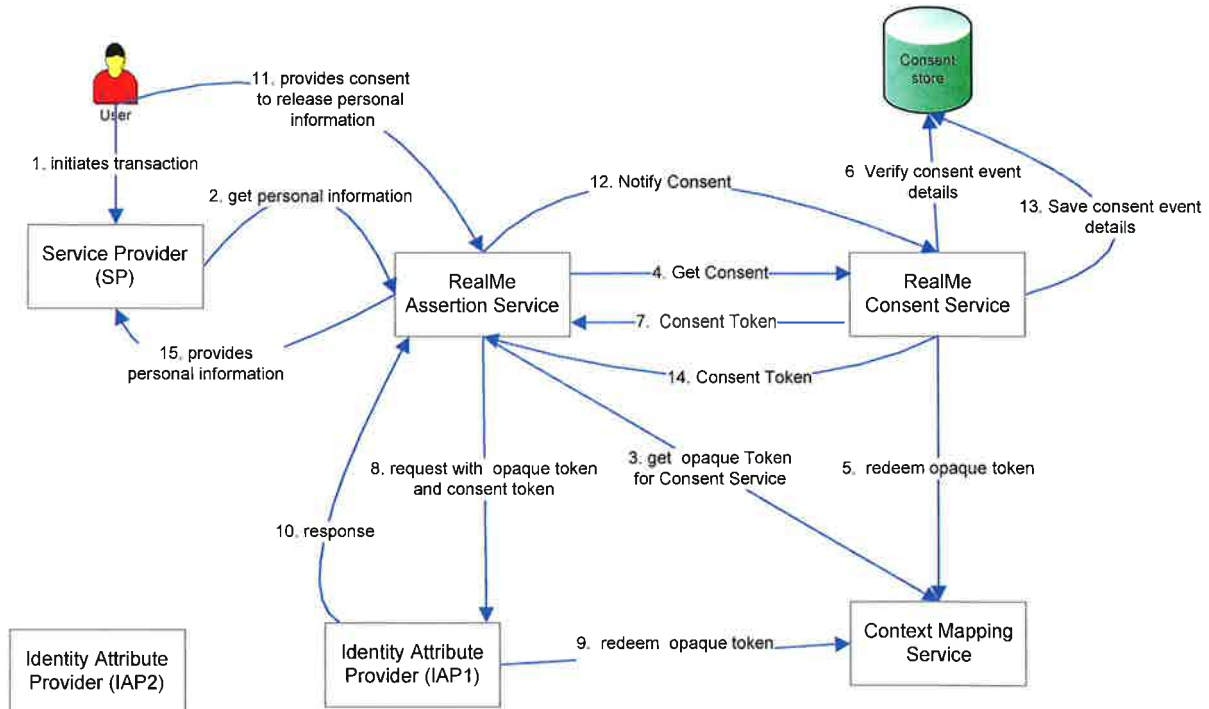 Consent
store
User
11. provides consent
to release personal
information
1. initiates transaction
2. get personal information
12. Notify Consent
6 Verify consent event
details
13. Save consent event
details
Service Provider
(SP)
RealMe
Assertion Service
4. Get Consent
RealMe
Consent Service
7. Consent Token
15. provides
personal information
14. Consent Token
8. request with opaque token
and consent token
3. get opaque Token
for Consent Service
5. redeem opaque token
10. response
Identity Attribute
Provider (IAP2)
Identity Attribute
Provider (IAP1)
9. redeem opaque token
Context Mapping
Service